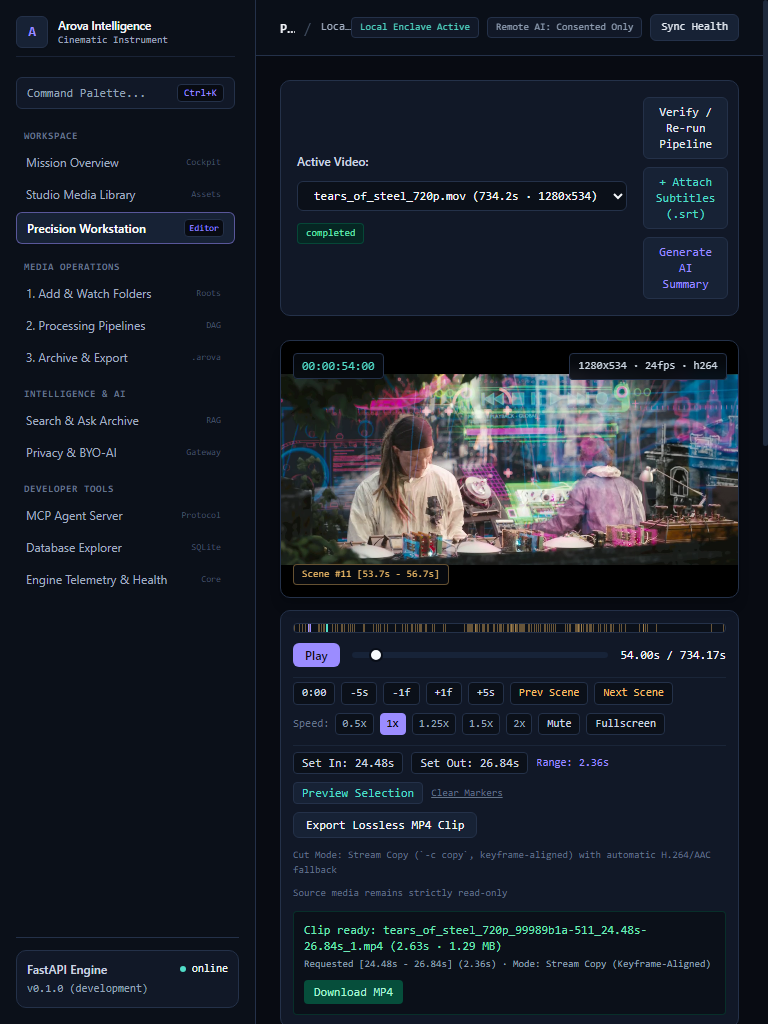 A
Arova Intelligence
Cinematic Instrument
Command Palette...
Ctrl+K
WORKSPACE
Mission Overview
Cockpit
Studio Media Library
Assets
Precision Workstation
Editor
MEDIA OPERATIONS
1. Add & Watch Folders
Roots
2. Processing Pipelines
DAG
3. Archive & Export
.arova
INTELLIGENCE & AI
Search & Ask Archive
RAG
Privacy & BYO-AI
Gateway
DEVELOPER TOOLS
MCP Agent Server
Protocol
Database Explorer
SQLite
Engine Telemetry & Health
Core
FastAPI Engine
online
v0.1.0 (development)
P… / Loca…
Local Enclave Active
Remote AI: Consented Only
Sync Health
Active Video:
tears_of_steel_720p.mov (734.2s · 1280x534)
completed
Verify /
Re-run
Pipeline
+ Attach
Subtitles
(.srt)
Generate
AI
Summary
00:00:54:00
1280x534 · 24fps · h264
Scene #11 [53.7s - 56.7s]
Play
54.00s / 734.17s
0:00
-5s
-1f
+1f
+5s
Prev Scene
Next Scene
Speed:
0.5x
1x
1.25x
1.5x
2x
Mute
Fullscreen
Set In: 24.48s
Set Out: 26.84s
Range: 2.36s
Preview Selection
Clear Markers
Export Lossless MP4 Clip
Cut Mode: Stream Copy (`-c copy`, keyframe-aligned) with automatic H.264/AAC
fallback
Source media remains strictly read-only
Clip ready: tears_of_steel_720p_99989b1a-511_24.48s-
26.84s_1.mp4 (2.63s · 1.29 MB)
Requested [24.48s - 26.84s] (2.36s) · Mode: Stream Copy (Keyframe-Aligned)
Download MP4